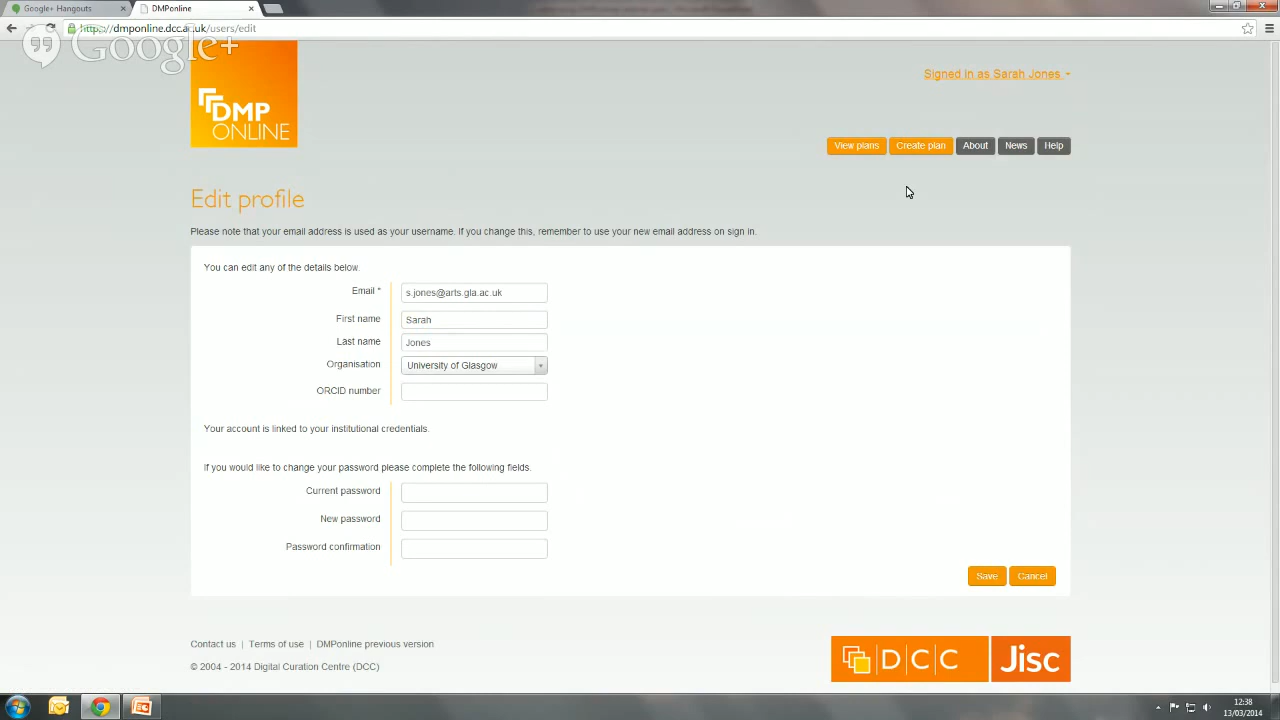 Google+ Hangouts
DMPonline
https://dmponline.dcc.ac.uk/users/edit
Google+
DMP
ONLINE
Signed in as Sarah Jones
View plans Create plan About News Help
Edit profile
Please note that your email address is used as your username. If you change this, remember to use your new email address on sign in.
You can edit any of the details below.
Email * s.jones@arts.gla.ac.uk
First name Sarah
Last name Jones
Organisation University of Glasgow
ORCID number
Your account is linked to your institutional credentials.
If you would like to change your password please complete the following fields.
Current password
New password
Password confirmation
Save Cancel
Contact us | Terms of use | DMPonline previous version
© 2004 - 2014 Digital Curation Centre (DCC)
DCC
Jisc
12:38
13/03/2014